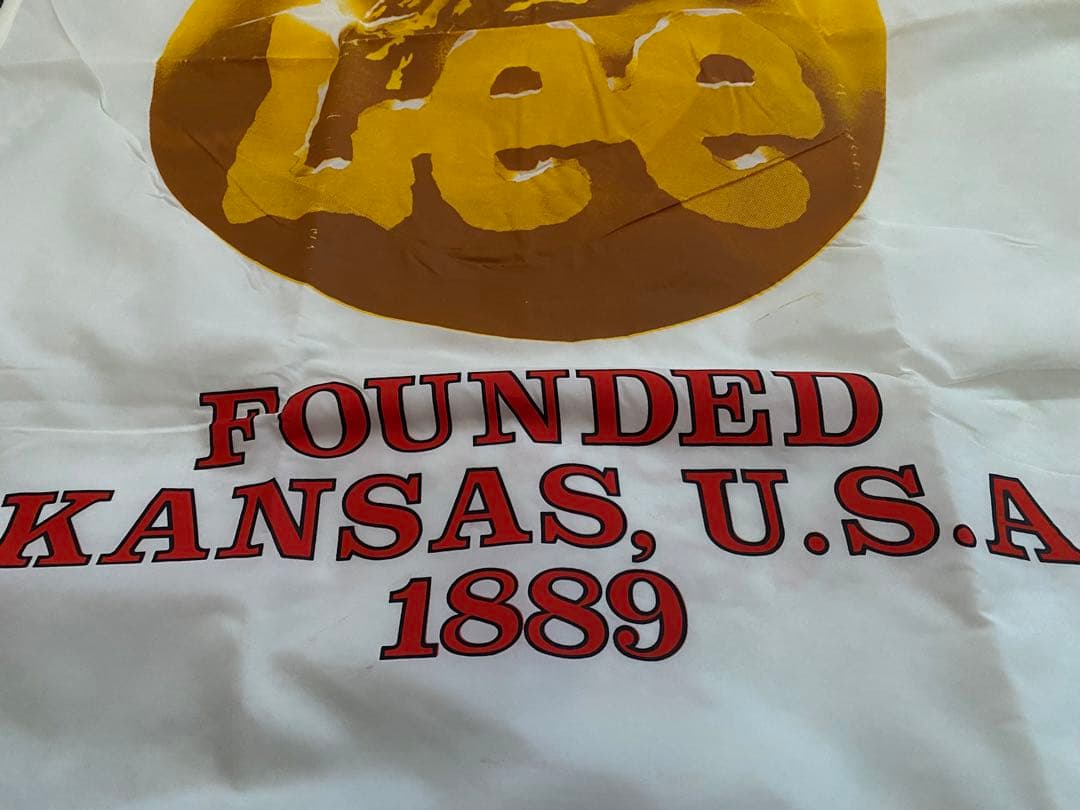 Lee
FOUNDED
KANSAS, U.S.A
1889